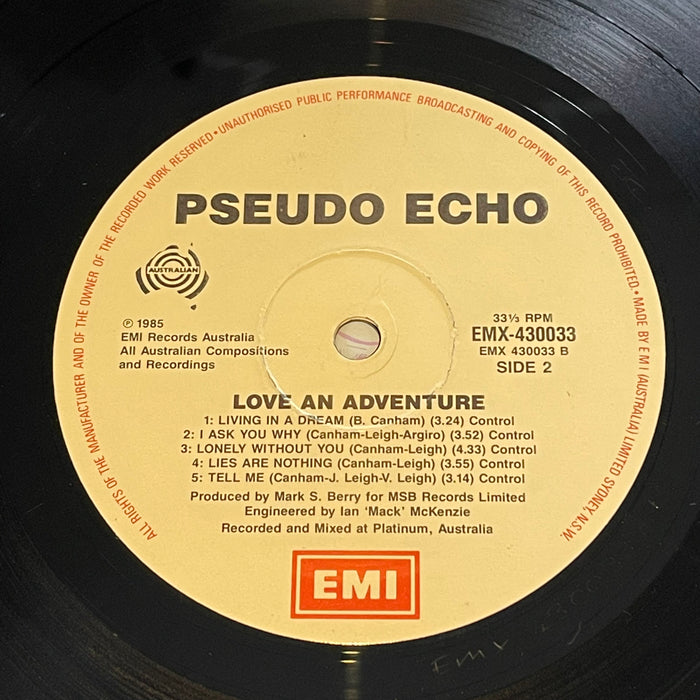 ALL RIGHTS OF THE MANUFACTURER AND OF THE OWNER OF THE RECORDED WORK RESERVED • UNAUTHORISED PUBLIC PERFORMANCE BROADCASTING AND COPYING OF THIS RECORD PROHIBITED. • MADE BY E M I (AUSTRALIA) LIMITED SYDNEY, N.S.W.
PSEUDO ECHO
AUSTRALIAN
℗ 1985
EMI Records Australia
All Australian Compositions
and Recordings
33⅓ RPM
EMX-430033
EMX 430033 B
SIDE 2
LOVE AN ADVENTURE
1: LIVING IN A DREAM (B. Canham) (3.24) Control
2: I ASK YOU WHY (Canham-Leigh-Argiro) (3.52) Control
3: LONELY WITHOUT YOU (Canham-Leigh) (4.33) Control
4: LIES ARE NOTHING (Canham-Leigh) (3.55) Control
5: TELL ME (Canham-J. Leigh-V. Leigh) (3.14) Control
Produced by Mark S. Berry for MSB Records Limited
Engineered by Ian 'Mack' McKenzie
Recorded and Mixed at Platinum, Australia
EMI
EMX